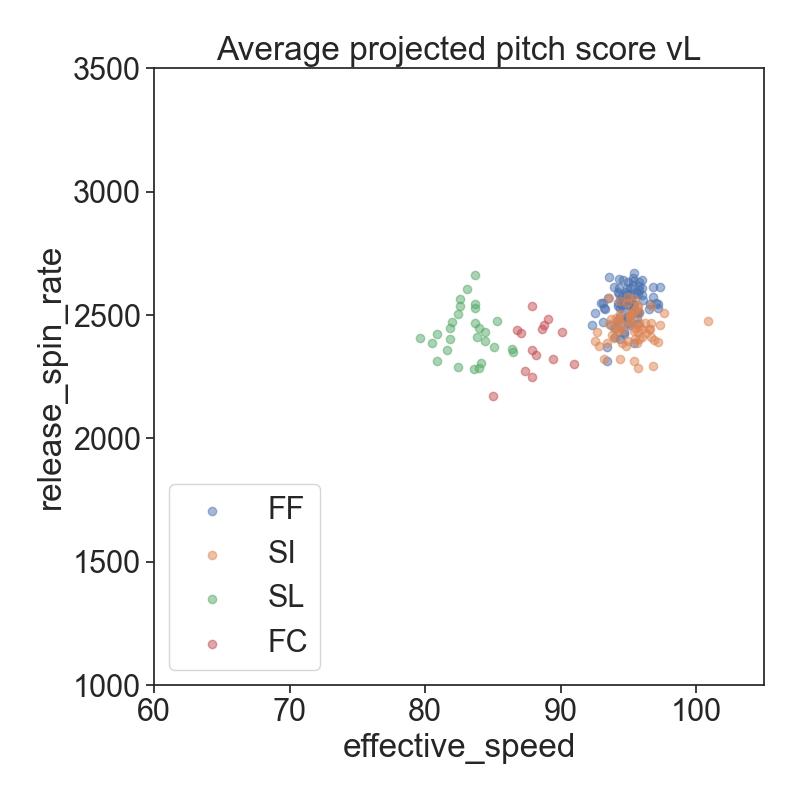 Average projected pitch score vL
release_spin_rate
3500
3000
2500
2000
1500
1000
FF
SI
SL
FC
60 70 80 90 100
effective_speed